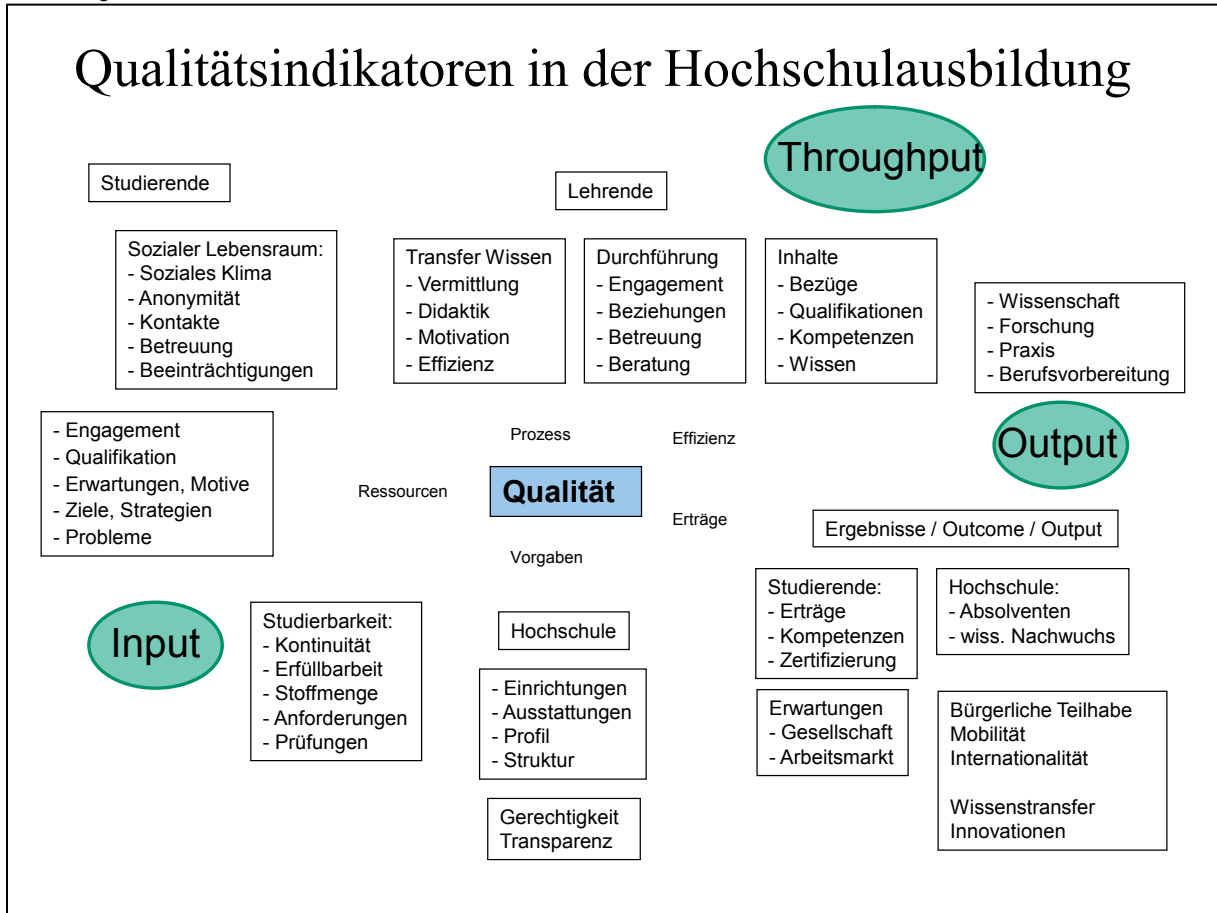 Qualitätsindikatoren in der Hochschulausbildung
Throughput
Studierende
Lehrende
Sozialer Lebensraum:
- Soziales Klima
- Anonymität
- Kontakte
- Betreuung
- Beeinträchtigungen
Transfer Wissen
- Vermittlung
- Didaktik
- Motivation
- Effizienz
Durchführung
- Engagement
- Beziehungen
- Betreuung
- Beratung
Inhalte
- Bezüge
- Qualifikationen
- Kompetenzen
- Wissen
- Wissenschaft
- Forschung
- Praxis
- Berufsvorbereitung
- Engagement
- Qualifikation
- Erwartungen, Motive
- Ziele, Strategien
- Probleme
Prozess
Effizienz
Output
Ressourcen
Qualität
Erträge
Vorgaben
Ergebnisse / Outcome / Output
Input
Studierbarkeit:
- Kontinuität
- Erfüllbarbeit
- Stoffmenge
- Anforderungen
- Prüfungen
Hochschule
- Einrichtungen
- Ausstattungen
- Profil
- Struktur
Gerechtigkeit
Transparenz
Studierende:
- Erträge
- Kompetenzen
- Zertifizierung
Hochschule:
- Absolventen
- wiss. Nachwuchs
Erwartungen
- Gesellschaft
- Arbeitsmarkt
Bürgerliche Teilhabe
Mobilität
Internationalität
Wissenstransfer
Innovationen